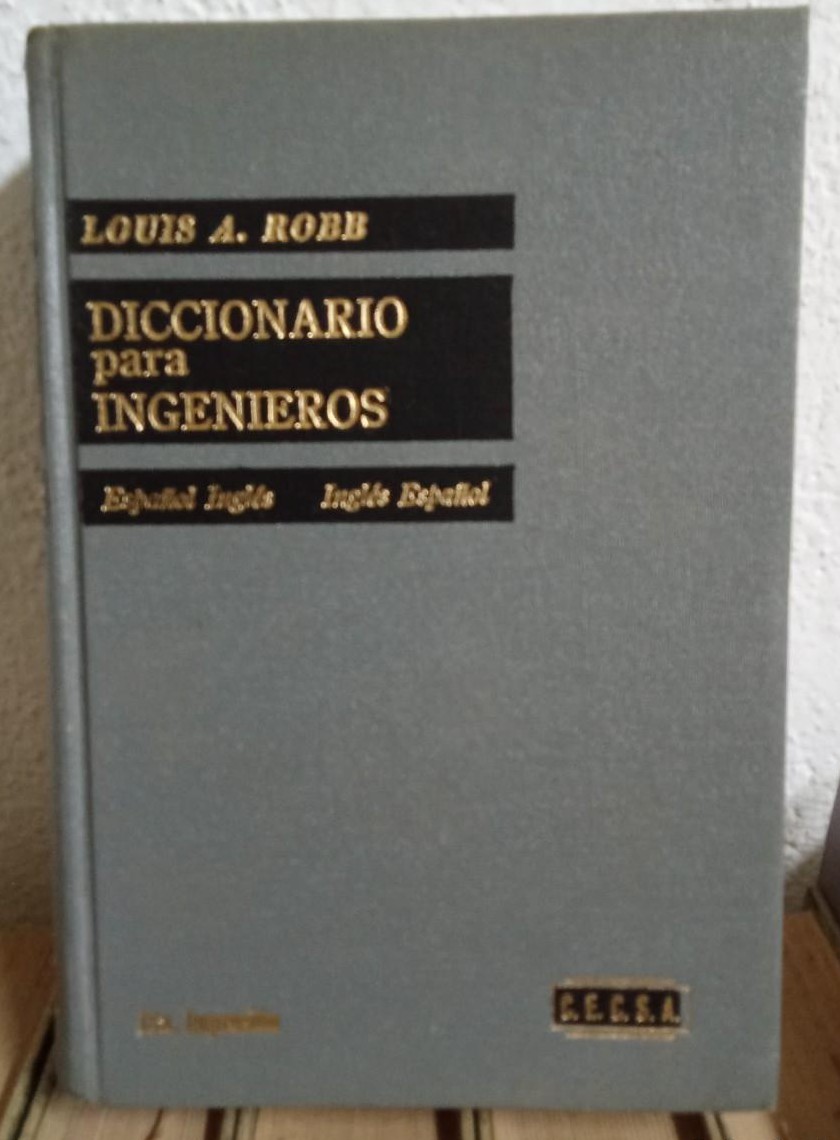 LOUIS A. ROBB
DICCIONARIO
para
INGENIEROS
Español Inglés Inglés Español
C.E.C.S.A.